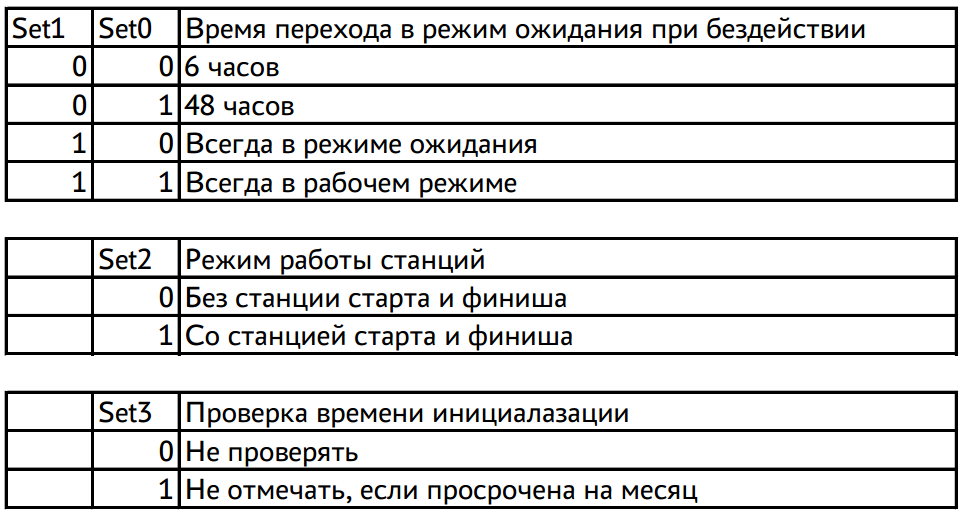 Set1 Set0 Время перехода в режим ожидания при бездействии
0 0 6 часов
0 1 48 часов
1 0 Всегда в режиме ожидания
1 1 Всегда в рабочем режиме
Set2 Режим работы станций
0 Без станции старта и финиша
1 Со станцией старта и финиша
Set3 Проверка времени инициалазации
0 Не проверять
1 Не отмечать, если просрочена на месяц